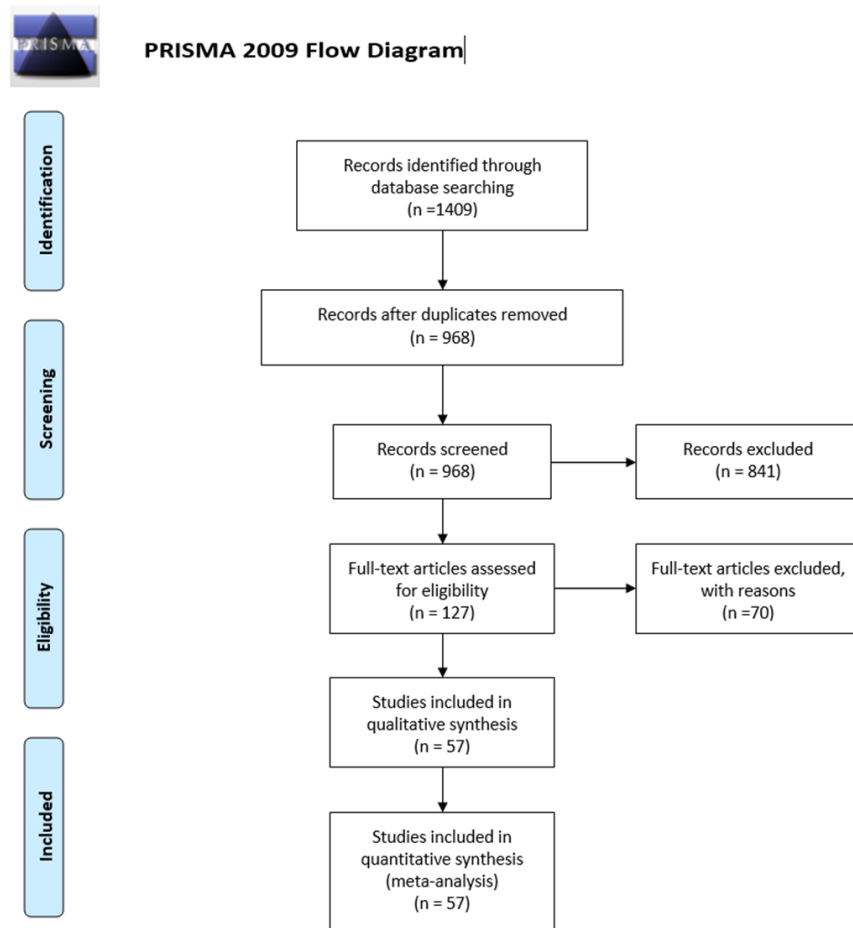 PRISMA
PRISMA 2009 Flow Diagram
Identification
Records identified through
database searching
(n =1409)
Records after duplicates removed
(n = 968)
Screening
Records screened
(n = 968)
Records excluded
(n = 841)
Eligibility
Full-text articles assessed
for eligibility
(n = 127)
Full-text articles excluded,
with reasons
(n =70)
Studies included in
qualitative synthesis
(n = 57)
Included
Studies included in
quantitative synthesis
(meta-analysis)
(n = 57)